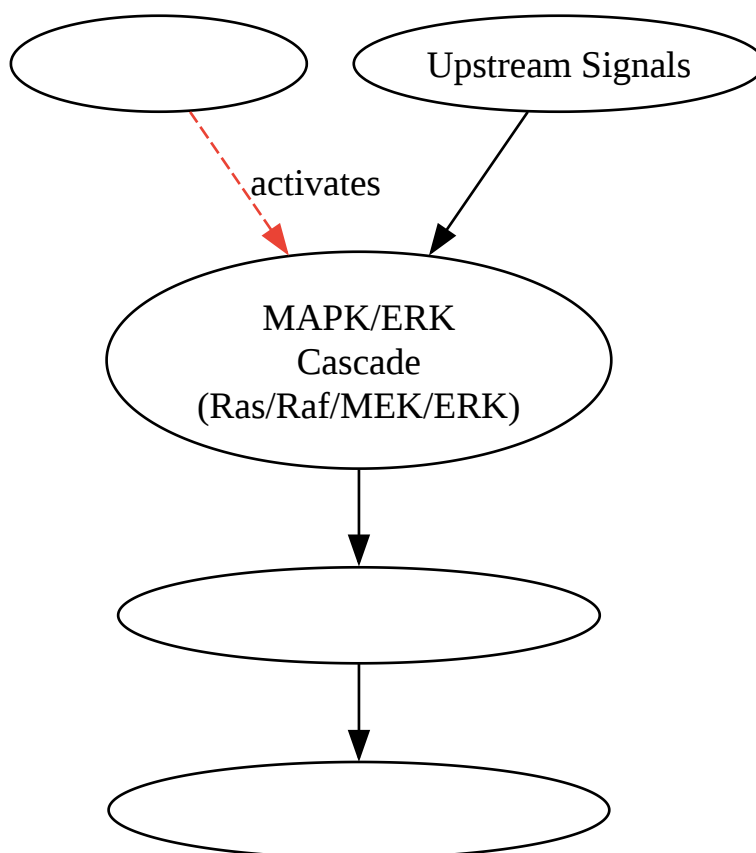 Upstream Signals
activates
MAPK/ERK
Cascade
(Ras/Raf/MEK/ERK)